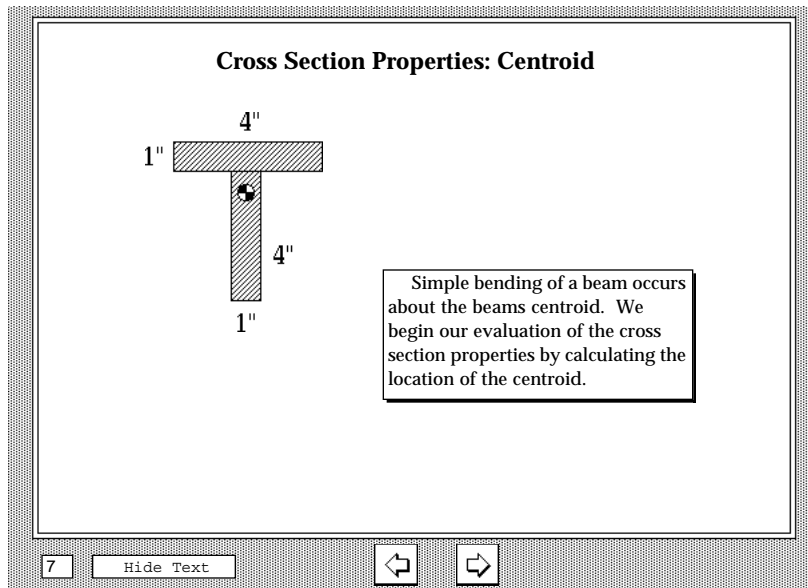 Cross Section Properties: Centroid
4"
1"
4"
1"
Simple bending of a beam occurs
about the beams centroid. We
begin our evaluation of the cross
section properties by calculating the
location of the centroid.
7
Hide Text